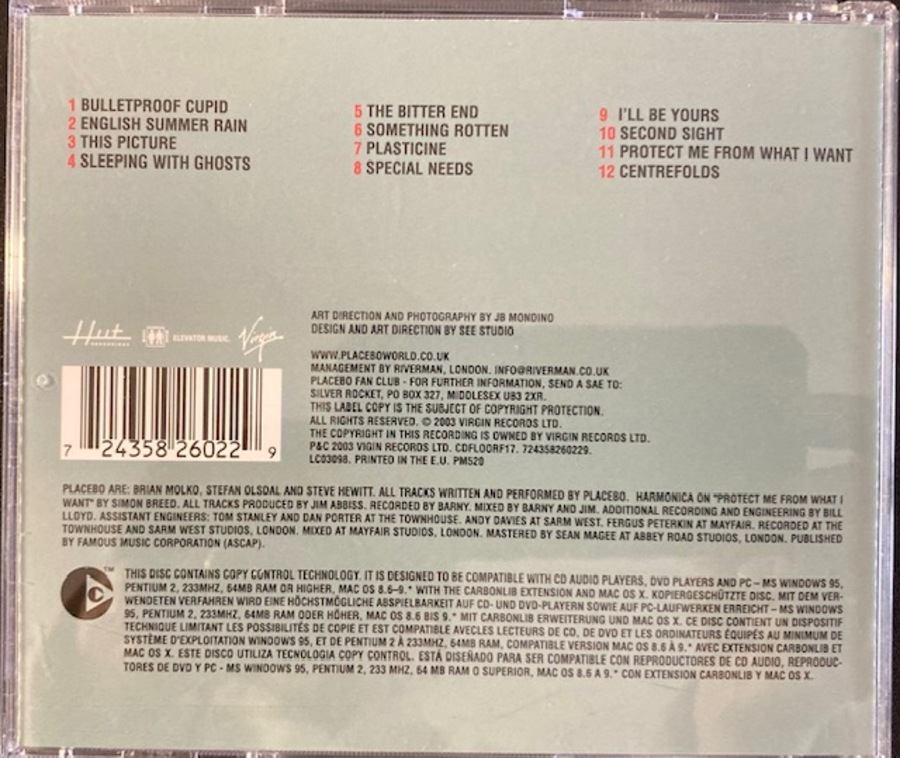 1 BULLETPROOF CUPID
2 ENGLISH SUMMER RAIN
3 THIS PICTURE
4 SLEEPING WITH GHOSTS
5 THE BITTER END
6 SOMETHING ROTTEN
7 PLASTICINE
8 SPECIAL NEEDS
9 I'LL BE YOURS
10 SECOND SIGHT
11 PROTECT ME FROM WHAT I WANT
12 CENTREFOLDS
Hut
RECORDINGS
ELEVATOR MUSIC.
Virgin
7 24358 26022 9
ART DIRECTION AND PHOTOGRAPHY BY JB MONDINO
DESIGN AND ART DIRECTION BY SEE STUDIO
WWW.PLACEBOWORLD.CO.UK
MANAGEMENT BY RIVERMAN, LONDON. INFO@RIVERMAN.CO.UK
PLACEBO FAN CLUB - FOR FURTHER INFORMATION, SEND A SAE TO:
SILVER ROCKET, PO BOX 327, MIDDLESEX UB3 2XR.
THIS LABEL COPY IS THE SUBJECT OF COPYRIGHT PROTECTION.
ALL RIGHTS RESERVED. © 2003 VIRGIN RECORDS LTD.
THE COPYRIGHT IN THIS RECORDING IS OWNED BY VIRGIN RECORDS LTD.
P&C 2003 VIGIN RECORDS LTD. CDFLOORF17. 724358260229.
LC03098. PRINTED IN THE E.U. PM520
PLACEBO ARE: BRIAN MOLKO, STEFAN OLSDAL AND STEVE HEWITT. ALL TRACKS WRITTEN AND PERFORMED BY PLACEBO. HARMONICA ON "PROTECT ME FROM WHAT I
WANT" BY SIMON BREED. ALL TRACKS PRODUCED BY JIM ABBISS. RECORDED BY BARNY. MIXED BY BARNY AND JIM. ADDITIONAL RECORDING AND ENGINEERING BY BILL
LLOYD. ASSISTANT ENGINEERS: TOM STANLEY AND DAN PORTER AT THE TOWNHOUSE. ANDY DAVIES AT SARM WEST. FERGUS PETERKIN AT MAYFAIR. RECORDED AT THE
TOWNHOUSE AND SARM WEST STUDIOS, LONDON. MIXED AT MAYFAIR STUDIOS, LONDON. MASTERED BY SEAN MAGEE AT ABBEY ROAD STUDIOS, LONDON. PUBLISHED
BY FAMOUS MUSIC CORPORATION (ASCAP).
THIS DISC CONTAINS COPY CONTROL TECHNOLOGY. IT IS DESIGNED TO BE COMPATIBLE WITH CD AUDIO PLAYERS, DVD PLAYERS AND PC – MS WINDOWS 95,
PENTIUM 2, 233MHZ, 64MB RAM OR HIGHER, MAC OS 8.6–9.* WITH THE CARBONLIB EXTENSION AND MAC OS X. KOPIERGESCHÜTZTE DISC. MIT DEM VER-
WENDETEN VERFAHREN WIRD EINE HÖCHSTMÖGLICHE ABSPIELBARKEIT AUF CD- UND DVD-PLAYERN SOWIE AUF PC-LAUFWERKEN ERREICHT – MS WINDOWS
95, PENTIUM 2, 233MHZ, 64MB RAM ODER HÖHER, MAC OS 8.6 BIS 9.* MIT CARBONLIB ERWEITERUNG UND MAC OS X. CE DISC CONTIENT UN DISPOSITIF
TECHNIQUE LIMITANT LES POSSIBILITÉS DE COPIE ET EST COMPATIBLE AVECLES LECTEURS DE CD, DE DVD ET LES ORDINATEURS ÉQUIPÉS AU MINIMUM DE
SYSTÈME D'EXPLOITATION WINDOWS 95, ET DE PENTIUM 2 À 233MHZ, 64MB RAM, COMPATIBLE VERSION MAC OS 8.6 À 9.* AVEC EXTENSION CARBONLIB ET
MAC OS X. ESTE DISCO UTILIZA TECNOLOGIA COPY CONTROL. ESTÁ DISEÑADO PARA SER COMPATIBLE CON REPRODUCTORES DE CD AUDIO, REPRODUC-
TORES DE DVD Y PC - MS WINDOWS 95, PENTIUM 2, 233 MHZ, 64 MB RAM O SUPERIOR, MAC OS 8.6 A 9.* CON EXTENSION CARBONLIB Y MAC OS X.